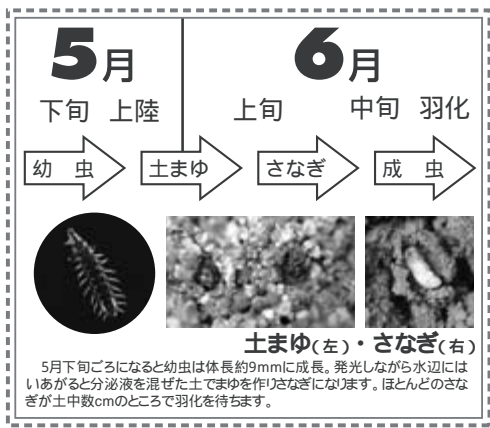 5月 6月
下旬 上陸 上旬 中旬 羽化
幼虫 土まゆ さなぎ 成虫
土まゆ(左)・さなぎ(右)
5月下旬ごろになると幼虫は体長約9mmに成長。発光しながら水辺には
いあがると分泌液を混ぜた土でまゆを作りさなぎになります。ほとんどのさな
ぎが土中数cmのところで羽化を待ちます。